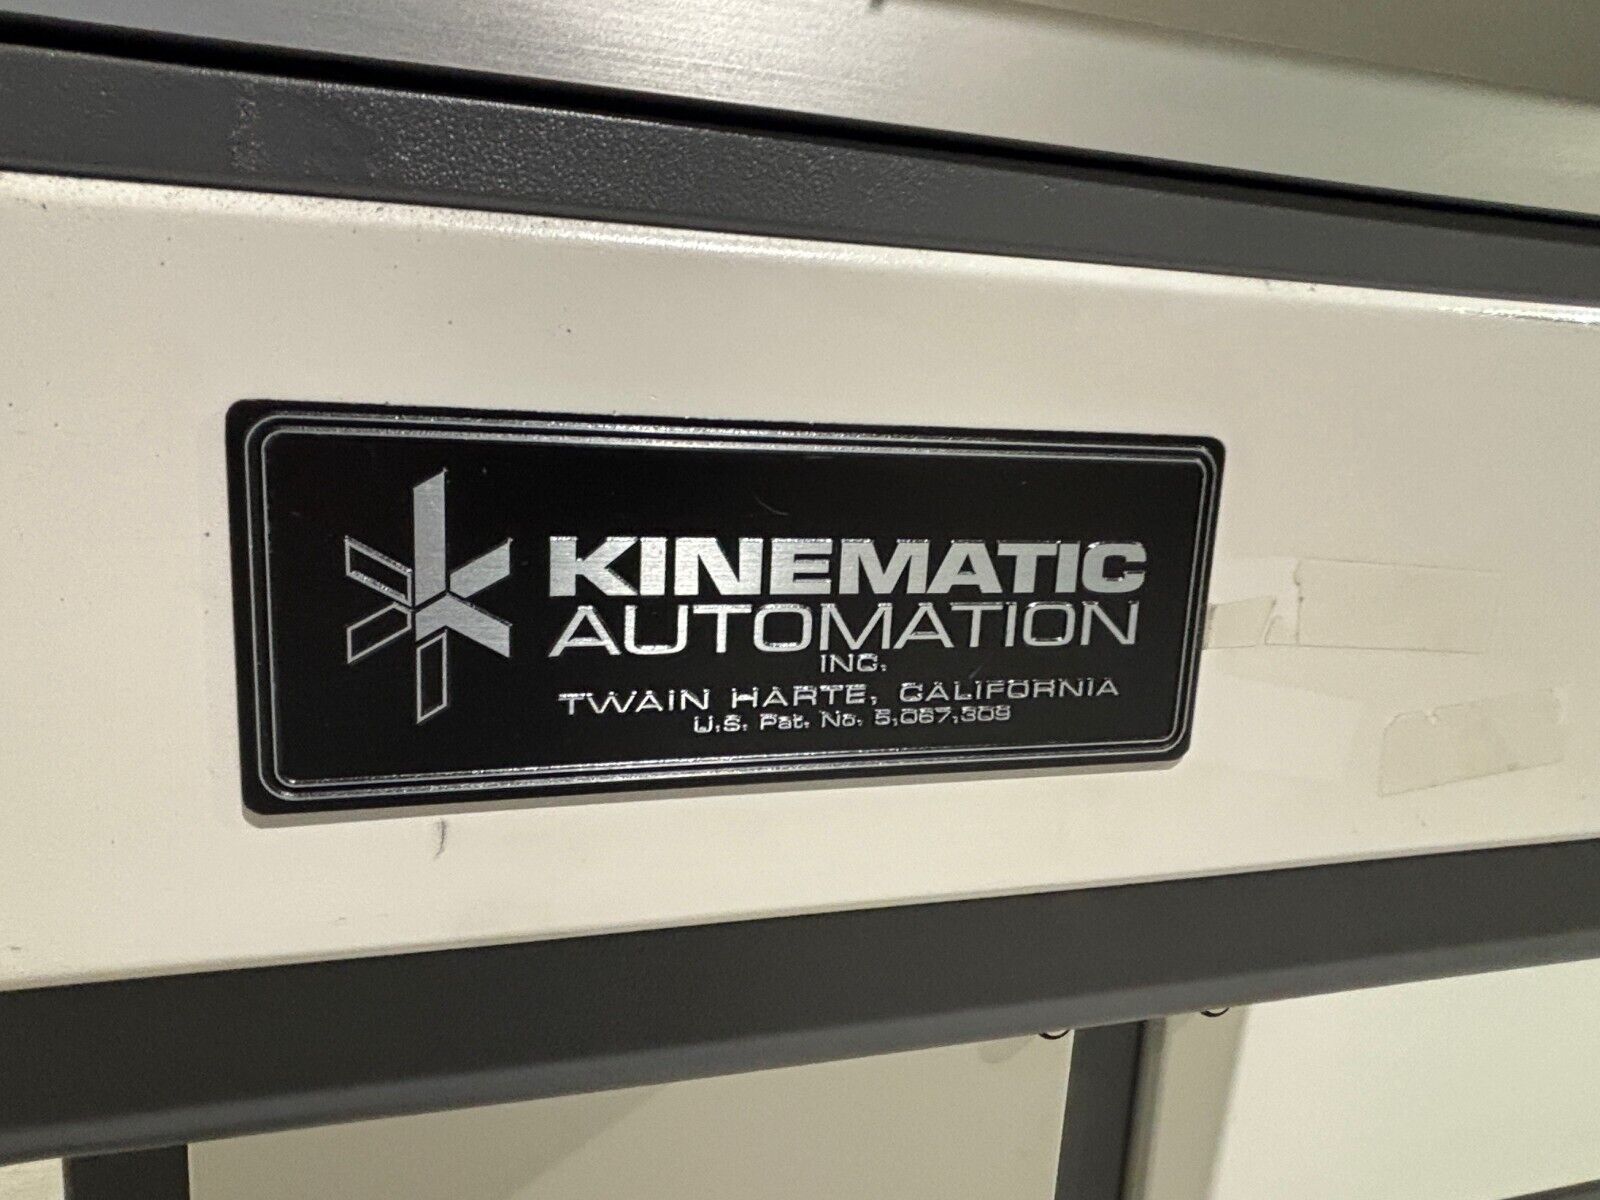 KINEMATIC
AUTOMATION
INC.
TWAIN HARTE, CALIFORNIA
U.S. Pat. No. 5,067,309